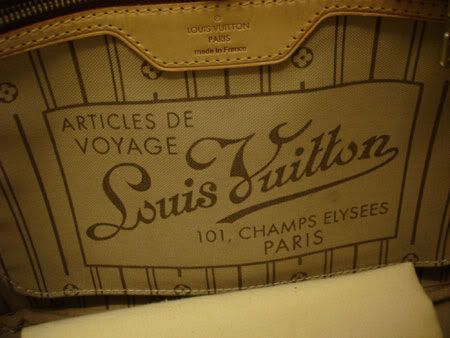 LOUIS VUITTON
PARIS
made in France
ARTICLES DE
VOYAGE
Louis Vuitton
101, CHAMPS ELYSEES
PARIS